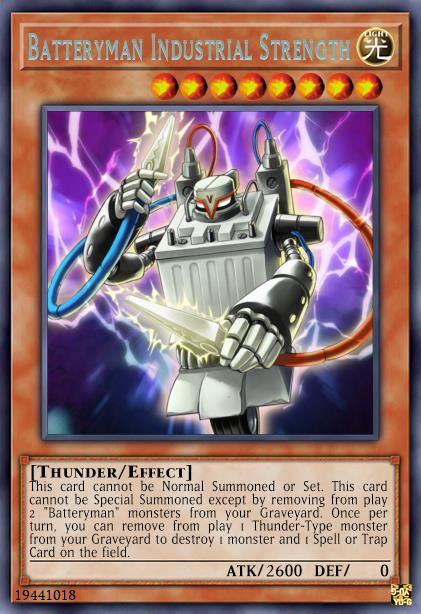 BATTERYMAN INDUSTRIAL STRENGTH
LIGHT
光
[THUNDER/EFFECT]
This card cannot be Normal Summoned or Set. This card
cannot be Special Summoned except by removing from play
2 "Batteryman" monsters from your Graveyard. Once per
turn, you can remove from play 1 Thunder-Type monster
from your Graveyard to destroy 1 monster and 1 Spell or Trap
Card on the field.
ATK/2600 DEF/ 0
19441018